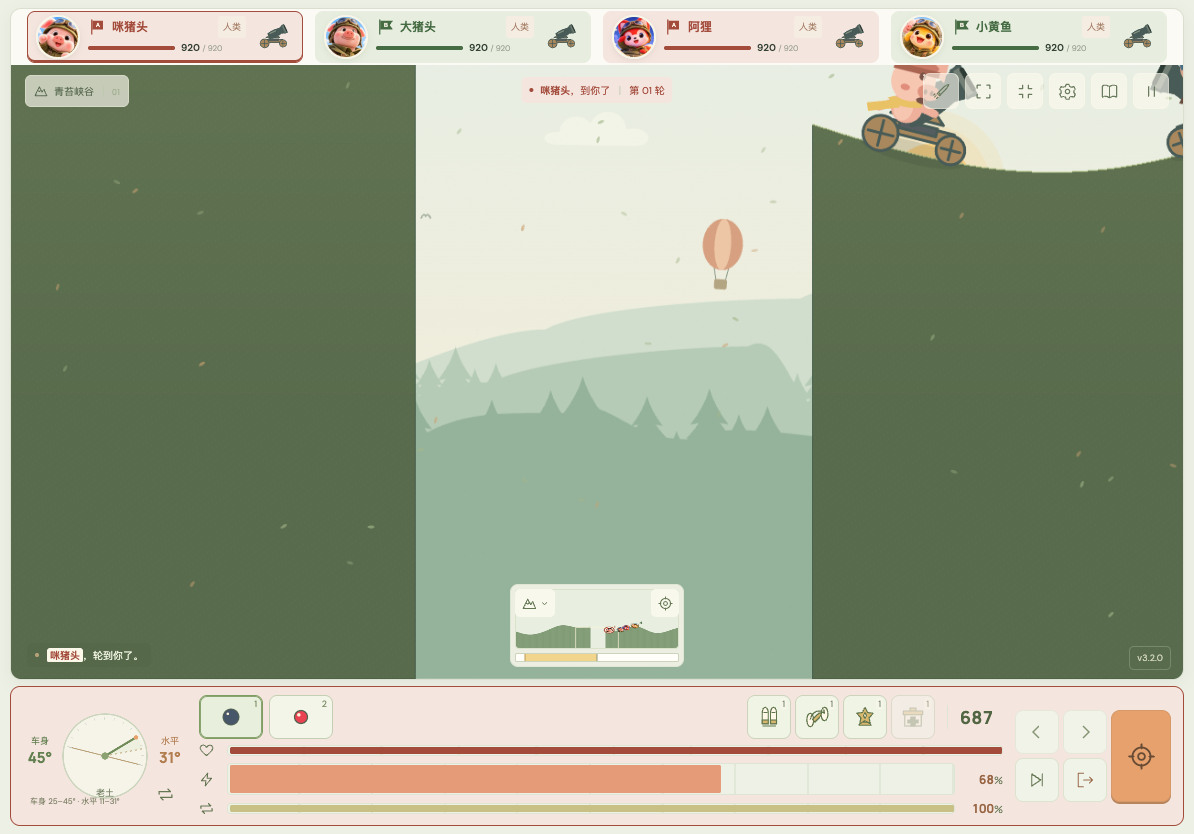 A 咪猪头 人类
920 / 920
B 大猪头 人类
920 / 920
A 阿狸 人类
920 / 920
B 小黄鱼 人类
920 / 920
青苔峡谷 01
咪猪头，到你了 | 第 01 轮
咪猪头，轮到你了。
v3.2.0
车身
45°
水平
31°
老土
车身 25–45° · 水平 11–31°
1
2
1
1
1
1
687
68%
100%